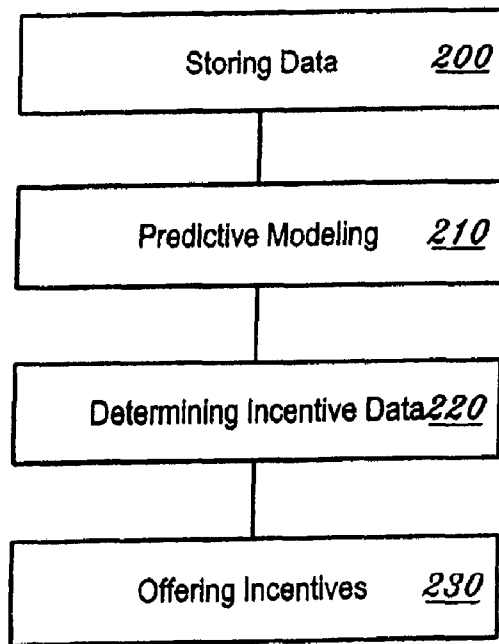 Storing Data 200
Predictive Modeling 210
Determining Incentive Data 220
Offering Incentives 230